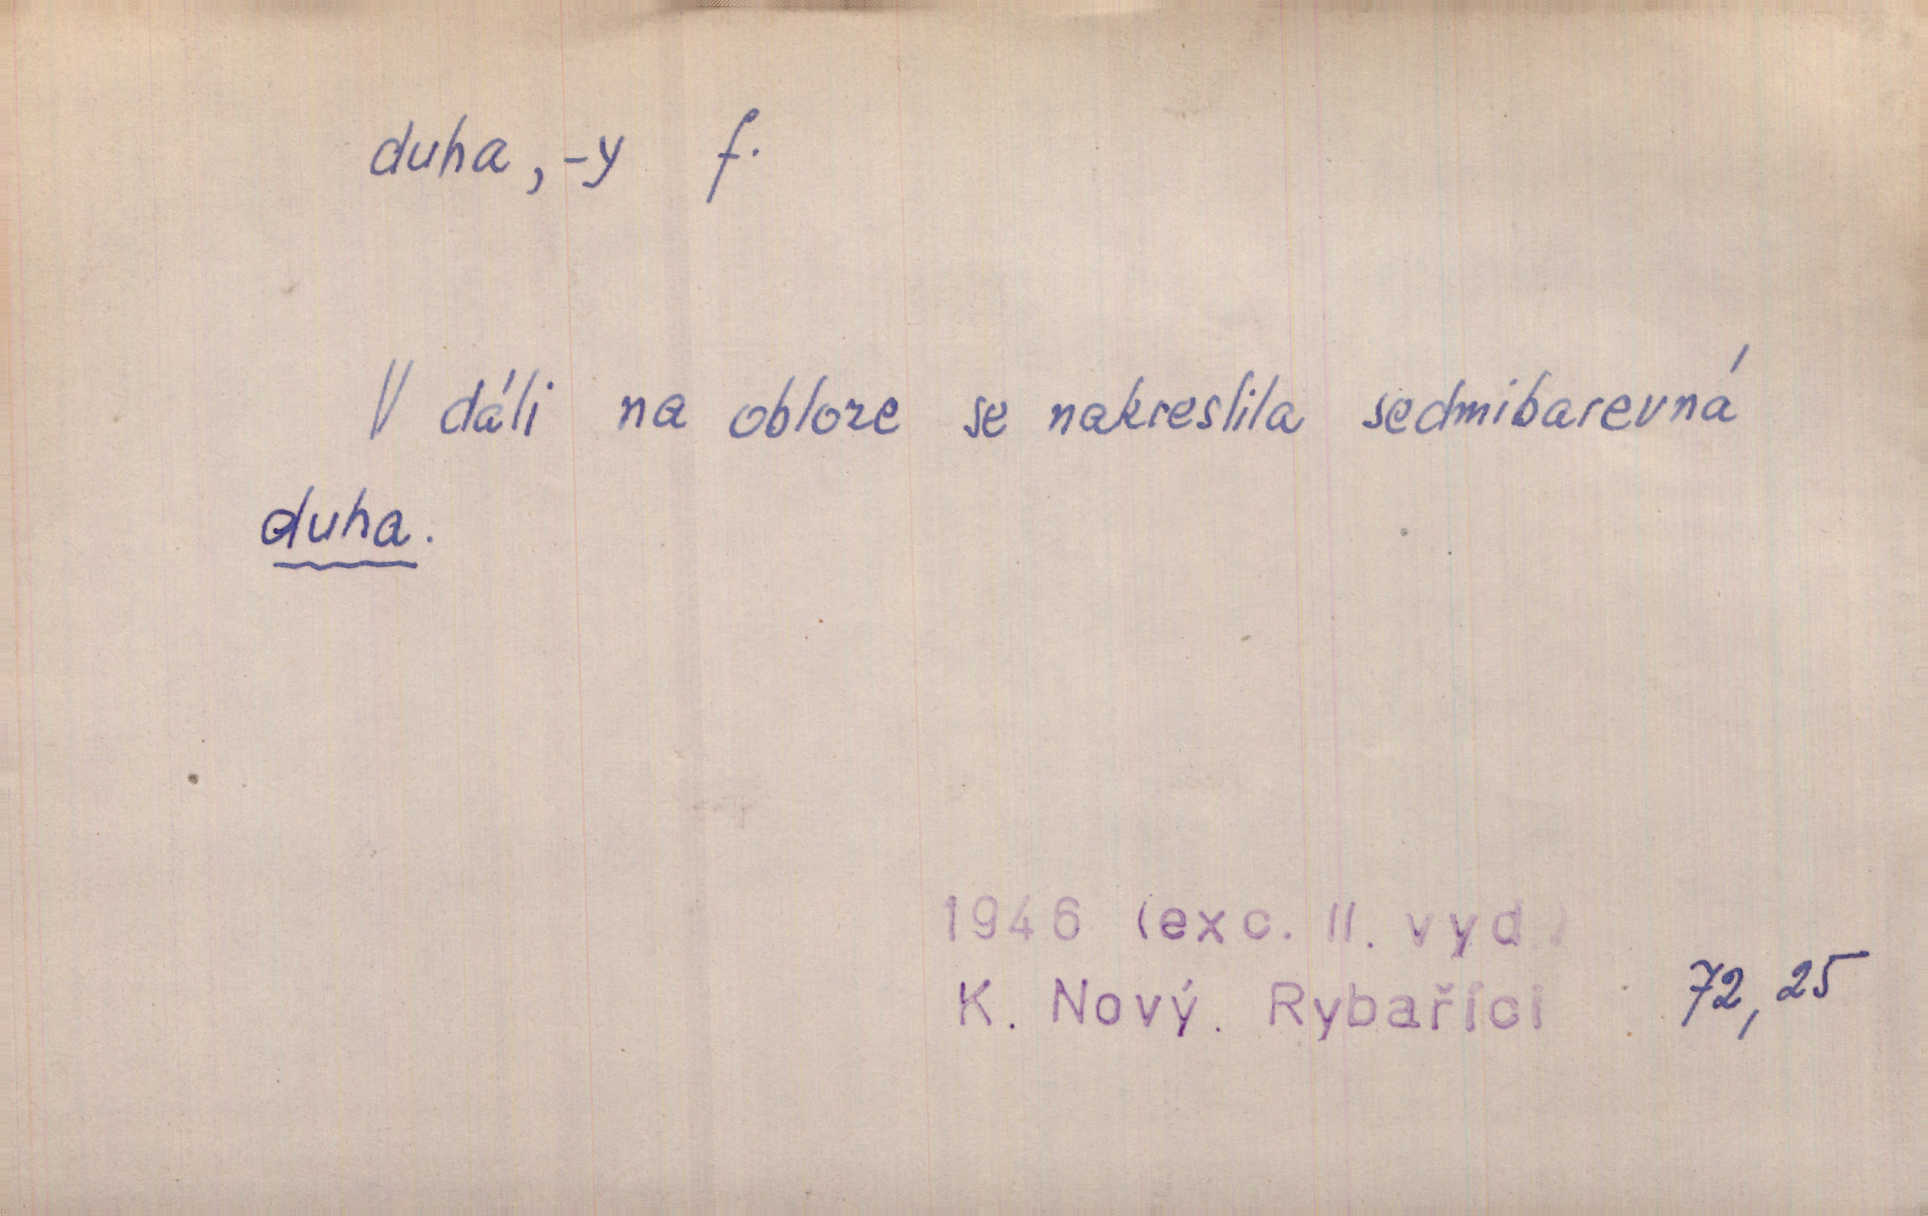 duha, -y f.
V dáli na obloze se nakreslila sedmibarevná
duha.
1946 (exc. II. vyd.)
K. Nový. Rybaříci 72, 25